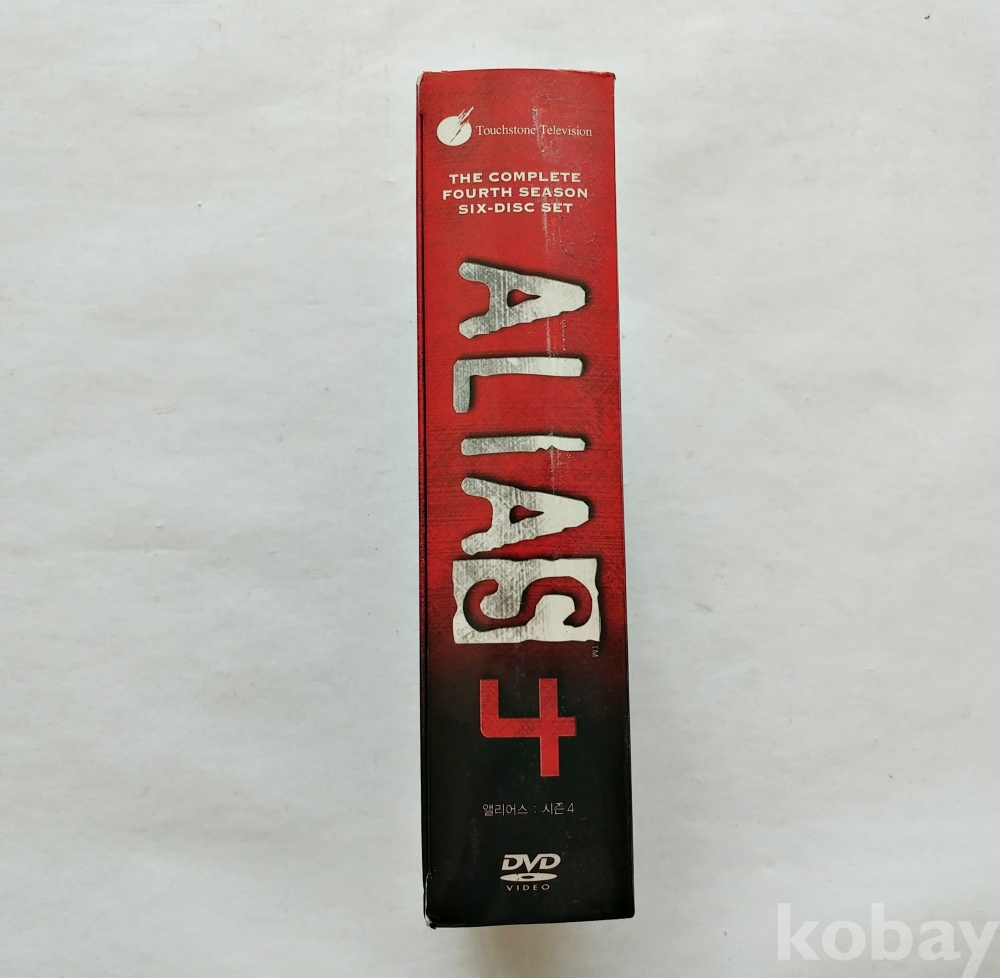 Touchstone Television
THE COMPLETE
FOURTH SEASON
SIX-DISC SET
ALIAS
TM
4
앨리어스 : 시즌 4
DVD
VIDEO
kobay